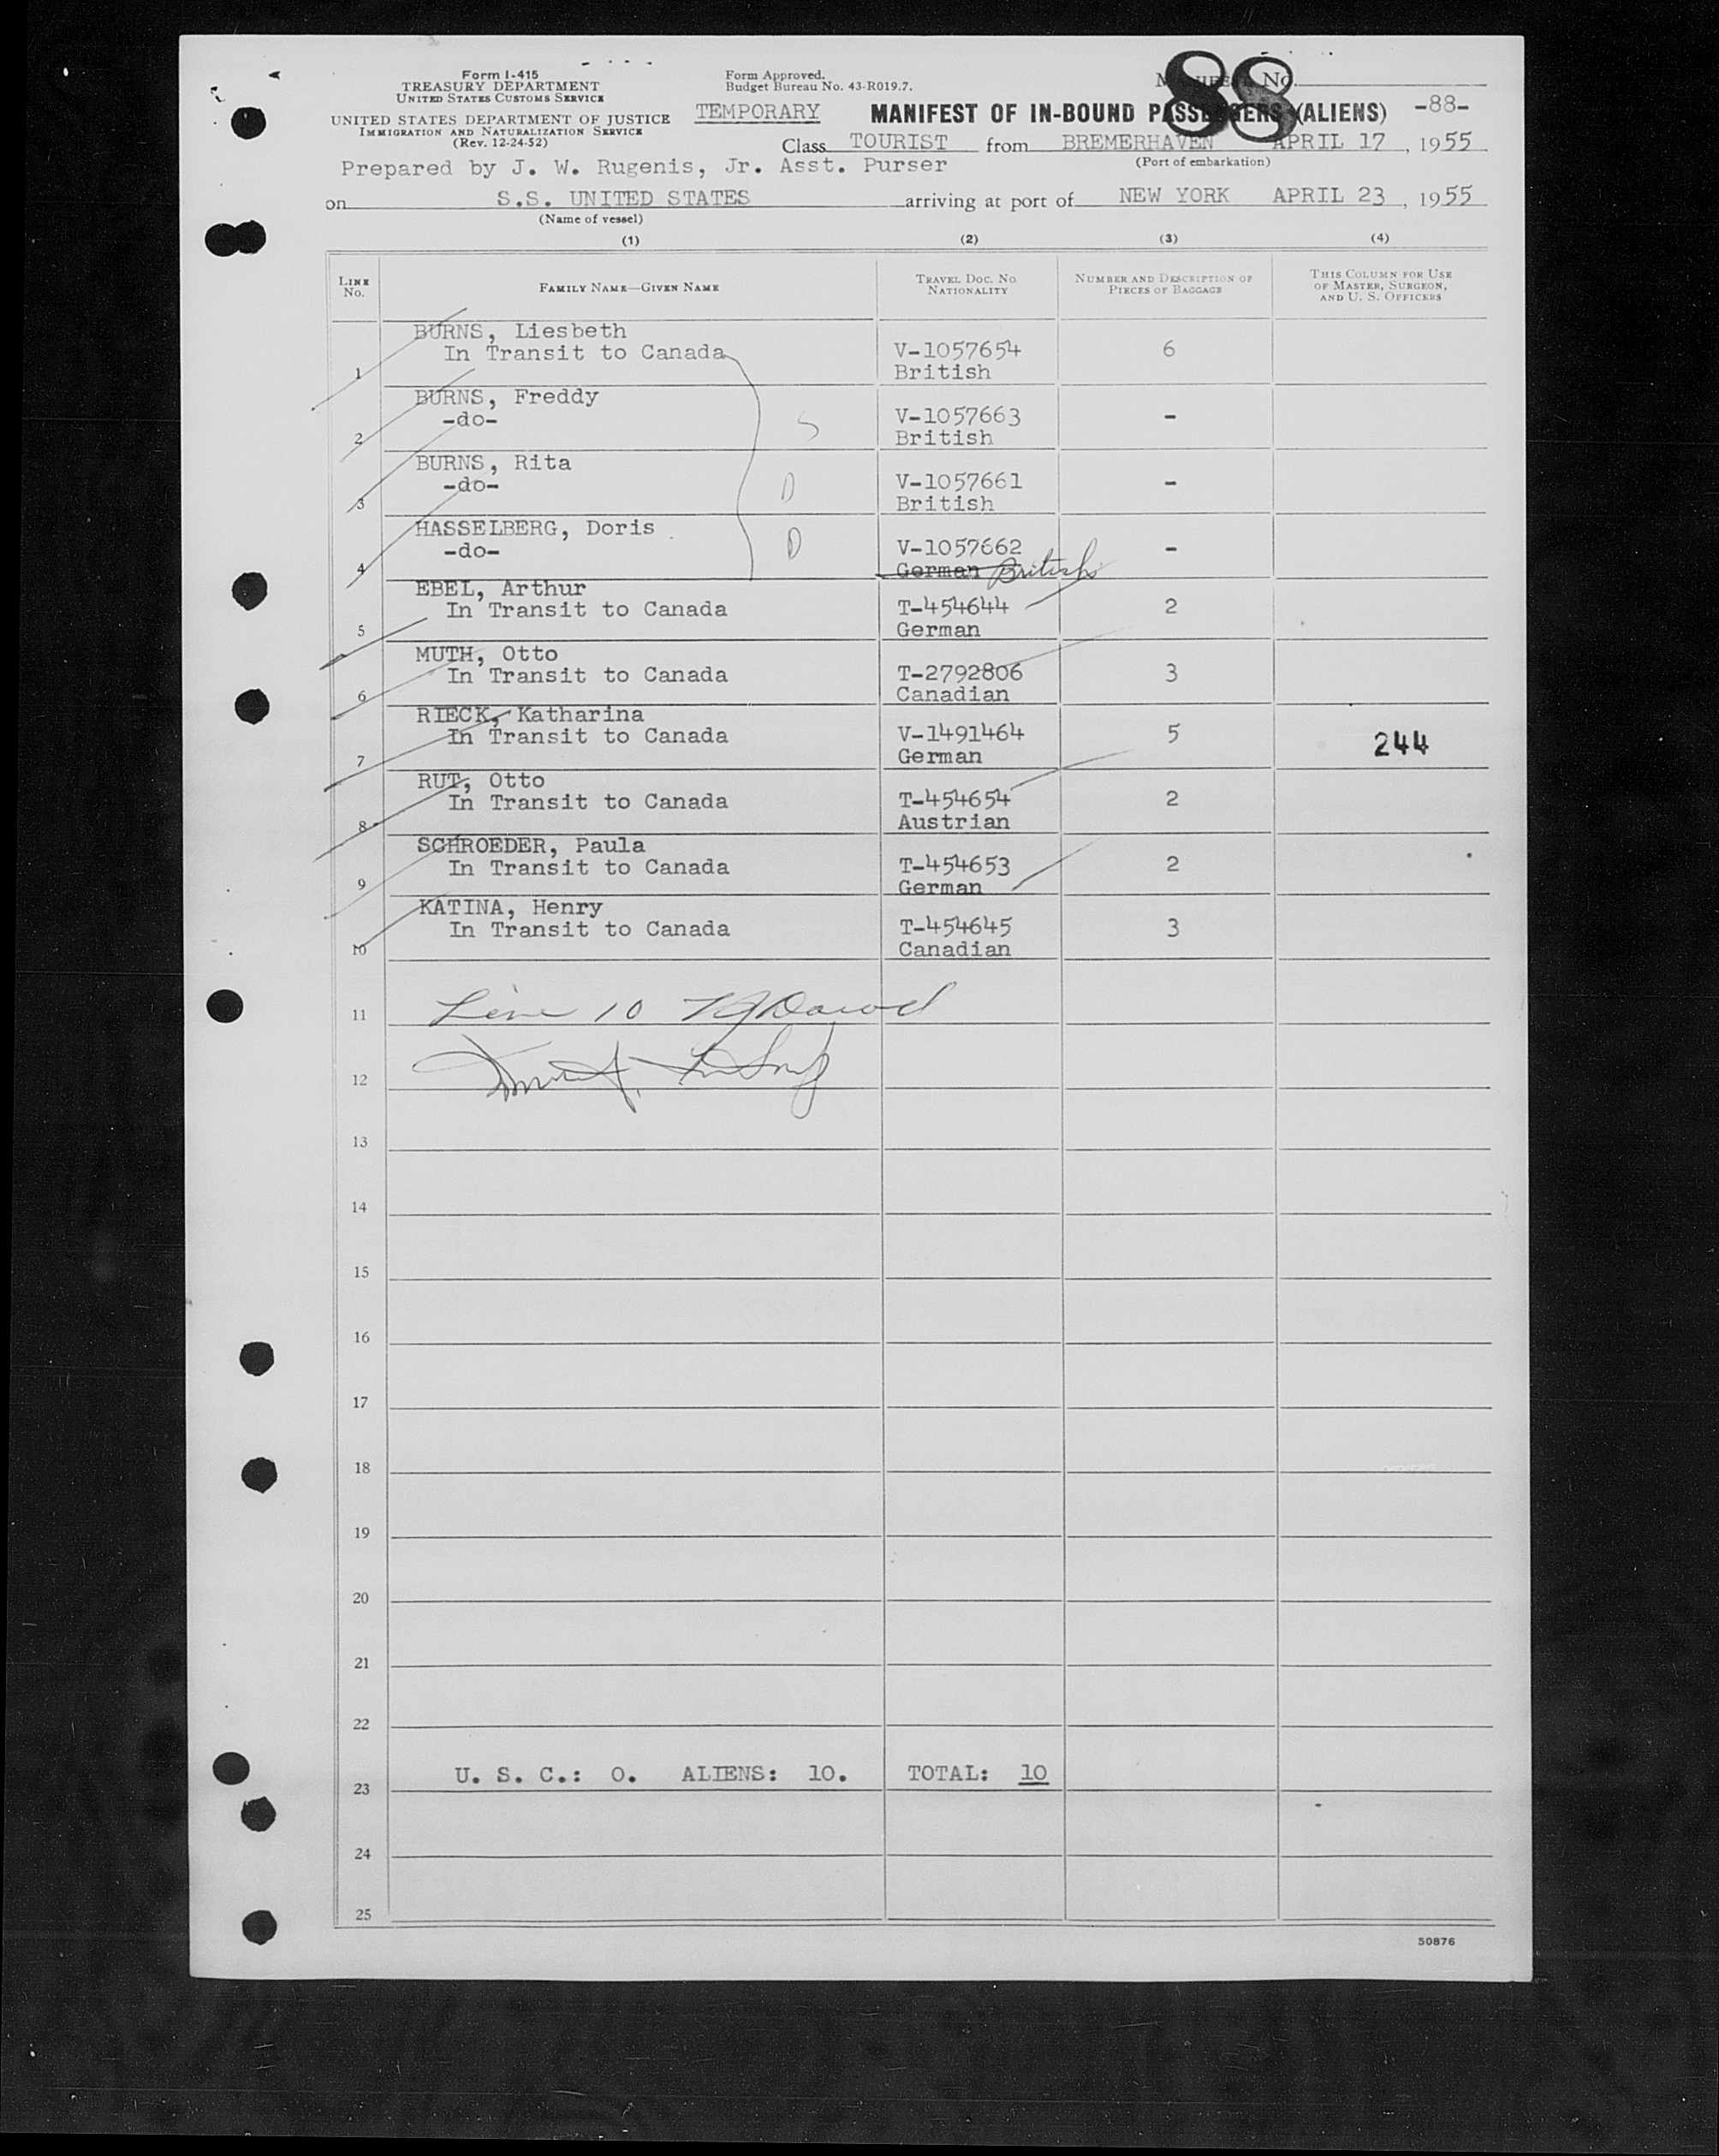 Form I-415
TREASURY DEPARTMENT
UNITED STATES CUSTOMS SERVICE
UNITED STATES DEPARTMENT OF JUSTICE
IMMIGRATION AND NATURALIZATION SERVICE
(Rev. 12-24-52)
Form Approved.
Budget Bureau No. 43-R019.7.
88
TEMPORARY MANIFEST OF IN-BOUND PASSENGERS (ALIENS) -88-
Class TOURIST from BREMERHAVEN APRIL 17, 1955
(Port of embarkation)
Prepared by J. W. Rugenis, Jr. Asst. Purser
on S.S. UNITED STATES arriving at port of NEW YORK APRIL 23, 1955
(Name of vessel)
(1) (2) (3) (4)
LINE No. FAMILY NAME—GIVEN NAME TRAVEL DOC. NO. NATIONALITY NUMBER AND DESCRIPTION OF PIECES OF BAGGAGE THIS COLUMN FOR USE OF MASTER, SURGEON, AND U. S. OFFICERS
BURNS, Liesbeth
In Transit to Canada V-1057654 6
1 British
BURNS, Freddy
-do- S V-1057663 -
2 British
BURNS, Rita
-do- D V-1057661 -
3 British
HASSELBERG, Doris
-do- D V-1057662 -
4 German British
EBEL, Arthur
In Transit to Canada T-454644 2
5 German
MUTH, Otto
In Transit to Canada T-2792806 3
6 Canadian
RIECK, Katharina
In Transit to Canada V-1491464 5 244
7 German
RUT, Otto
In Transit to Canada T-454654 2
8 Austrian
SCHROEDER, Paula
In Transit to Canada T-454653 2
9 German
KATINA, Henry
In Transit to Canada T-454645 3
10 Canadian
11 Line 10
12
13
14
15
16
17
18
19
20
21
22
23 U. S. C.: 0. ALIENS: 10. TOTAL: 10
24
25
50876